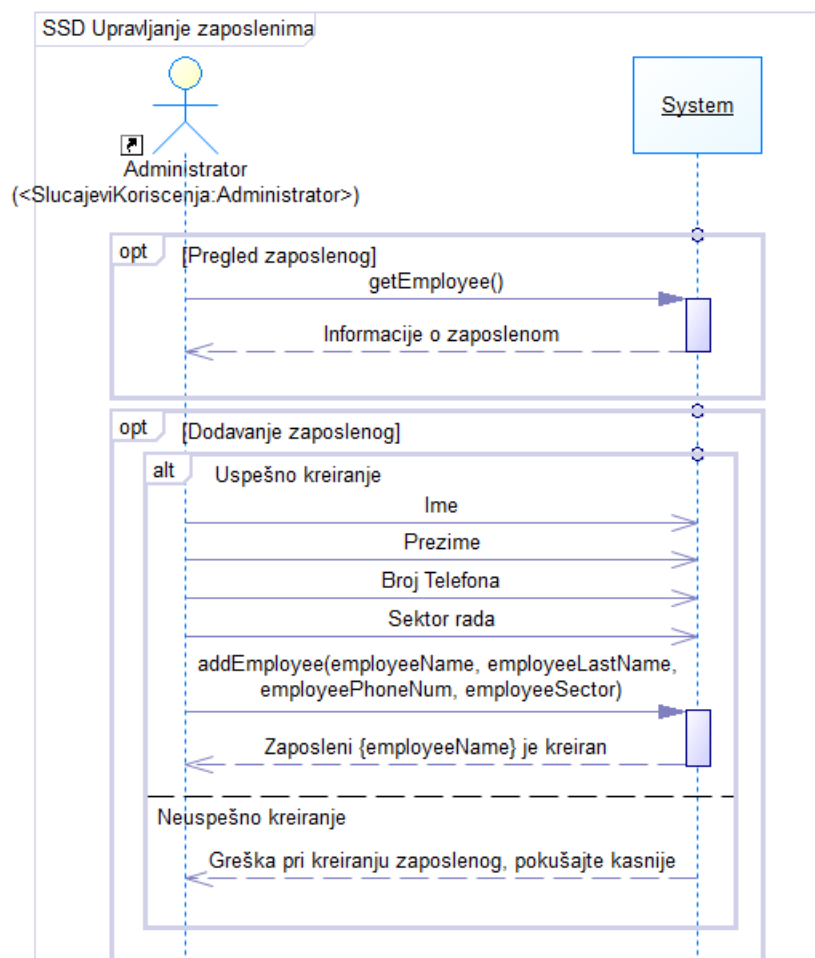 SSD Upravljanje zaposlenima
System
Administrator
(<SlucajeviKoriscenja:Administrator>)
opt
[Pregled zaposlenog]
getEmployee()
Informacije o zaposlenom
opt
[Dodavanje zaposlenog]
alt
Uspešno kreiranje
Ime
Prezime
Broj Telefona
Sektor rada
addEmployee(employeeName, employeeLastName,
employeePhoneNum, employeeSector)
Zaposleni {employeeName} je kreiran
Neuspešno kreiranje
Greška pri kreiranju zaposlenog, pokušajte kasnije